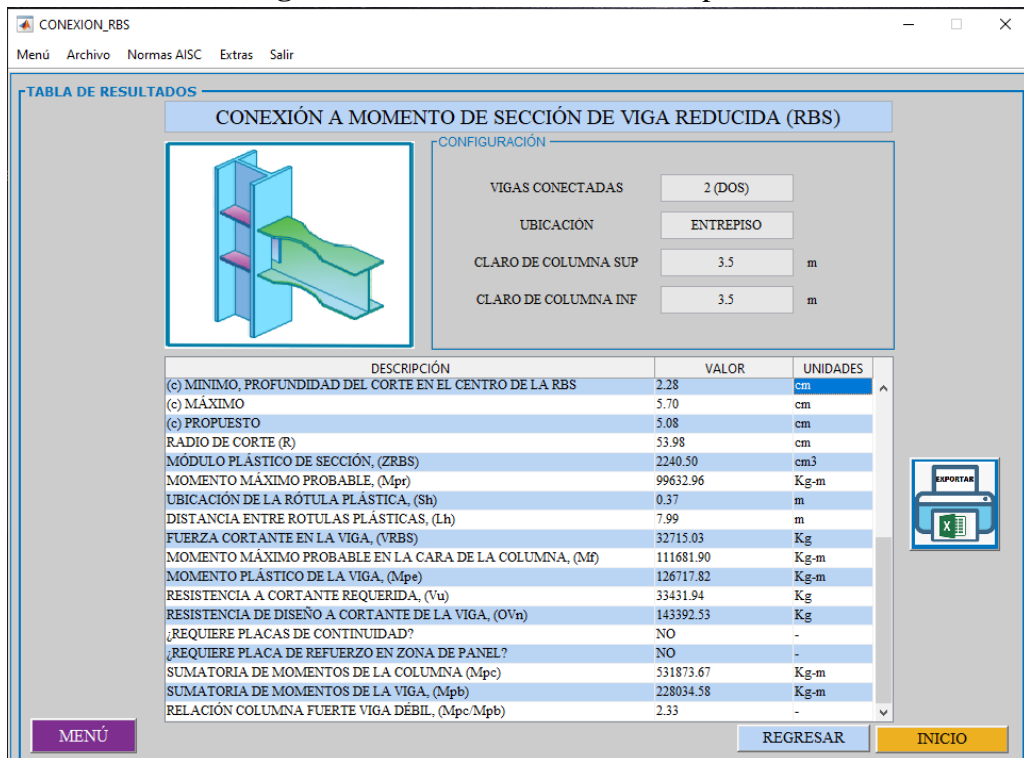 CONEXION_RBS
Menú Archivo Normas AISC Extras Salir
TABLA DE RESULTADOS
CONEXIÓN A MOMENTO DE SECCIÓN DE VIGA REDUCIDA (RBS)
CONFIGURACIÓN
VIGAS CONECTADAS 2 (DOS)
UBICACIÓN ENTREPISO
CLARO DE COLUMNA SUP 3.5 m
CLARO DE COLUMNA INF 3.5 m
DESCRIPCIÓN VALOR UNIDADES
(c) MINIMO, PROFUNDIDAD DEL CORTE EN EL CENTRO DE LA RBS 2.28 cm
(c) MÁXIMO 5.70 cm
(c) PROPUESTO 5.08 cm
RADIO DE CORTE (R) 53.98 cm
MÓDULO PLÁSTICO DE SECCIÓN, (ZRBS) 2240.50 cm3
MOMENTO MÁXIMO PROBABLE, (Mpr) 99632.96 Kg-m
UBICACIÓN DE LA RÓTULA PLÁSTICA, (Sh) 0.37 m
DISTANCIA ENTRE ROTULAS PLÁSTICAS, (Lh) 7.99 m
FUERZA CORTANTE EN LA VIGA, (VRBS) 32715.03 Kg
MOMENTO MÁXIMO PROBABLE EN LA CARA DE LA COLUMNA, (Mf) 111681.90 Kg-m
MOMENTO PLÁSTICO DE LA VIGA, (Mpe) 126717.82 Kg-m
RESISTENCIA A CORTANTE REQUERIDA, (Vu) 33431.94 Kg
RESISTENCIA DE DISEÑO A CORTANTE DE LA VIGA, (OVn) 143392.53 Kg
¿REQUIERE PLACAS DE CONTINUIDAD? NO -
¿REQUIERE PLACA DE REFUERZO EN ZONA DE PANEL? NO -
SUMATORIA DE MOMENTOS DE LA COLUMNA (Mpc) 531873.67 Kg-m
SUMATORIA DE MOMENTOS DE LA VIGA, (Mpb) 228034.58 Kg-m
RELACIÓN COLUMNA FUERTE VIGA DÉBIL, (Mpc/Mpb) 2.33 -
EXPORTAR
X
MENÚ REGRESAR INICIO